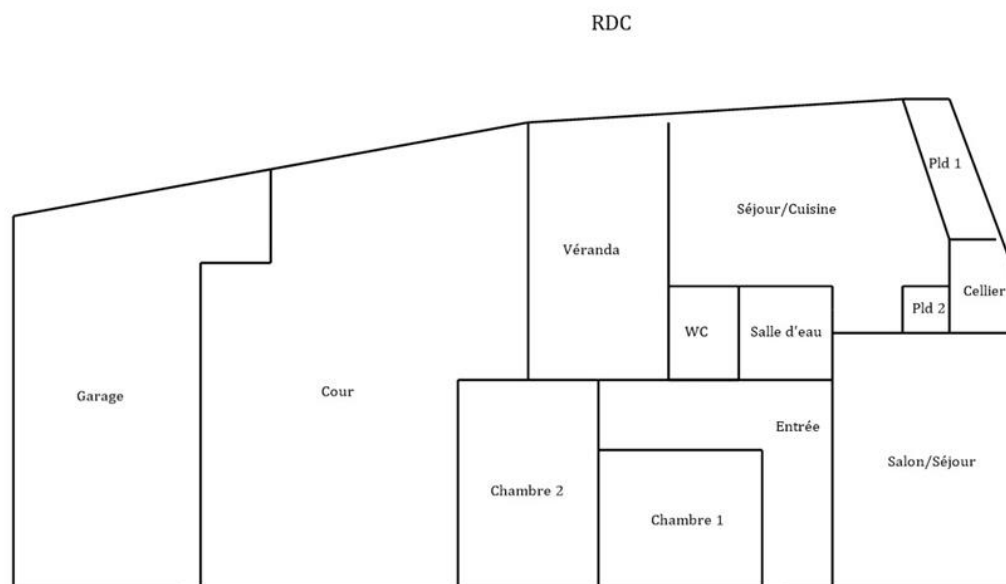 RDC
Pld 1
Séjour/Cuisine
Véranda
Cellier
Pld 2
WC
Salle d'eau
Garage
Cour
Entrée
Salon/Séjour
Chambre 2
Chambre 1